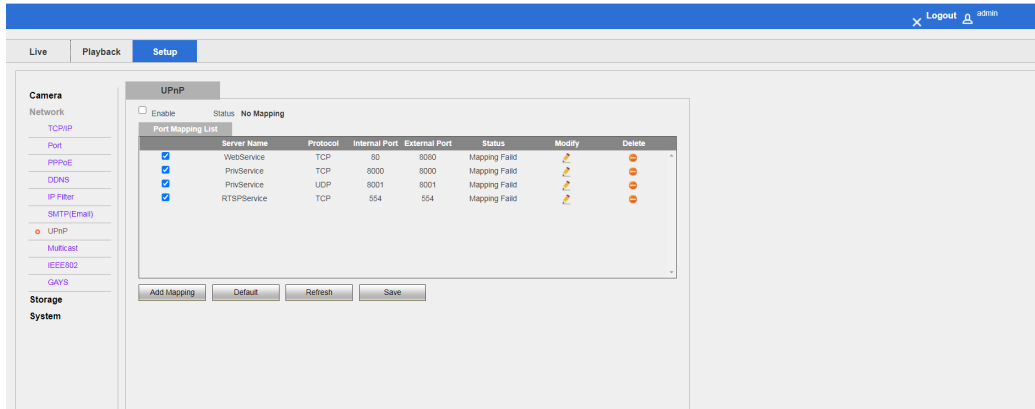 Logout admin
Live Playback Setup
UPnP
Camera
Network
TCP/IP
Port
PPPoE
DDNS
IP Filter
SMTP(Email)
UPnP
Multicast
IEEE802
GAYS
Storage
System
Enable Status No Mapping
Port Mapping List
Server Name Protocol Internal Port External Port Status Modify Delete
WebService TCP 80 8080 Mapping Faild
PrivService TCP 8000 8000 Mapping Faild
PrivService UDP 8001 8001 Mapping Faild
RTSPService TCP 554 554 Mapping Faild
Add Mapping Default Refresh Save